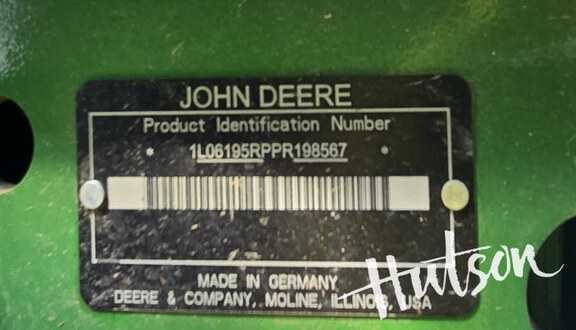 JOHN DEERE
Product Identification Number
* 1L06195RPPR198567 *
MADE IN GERMANY
DEERE & COMPANY, MOLINE, ILLINOIS, USA
Hutson